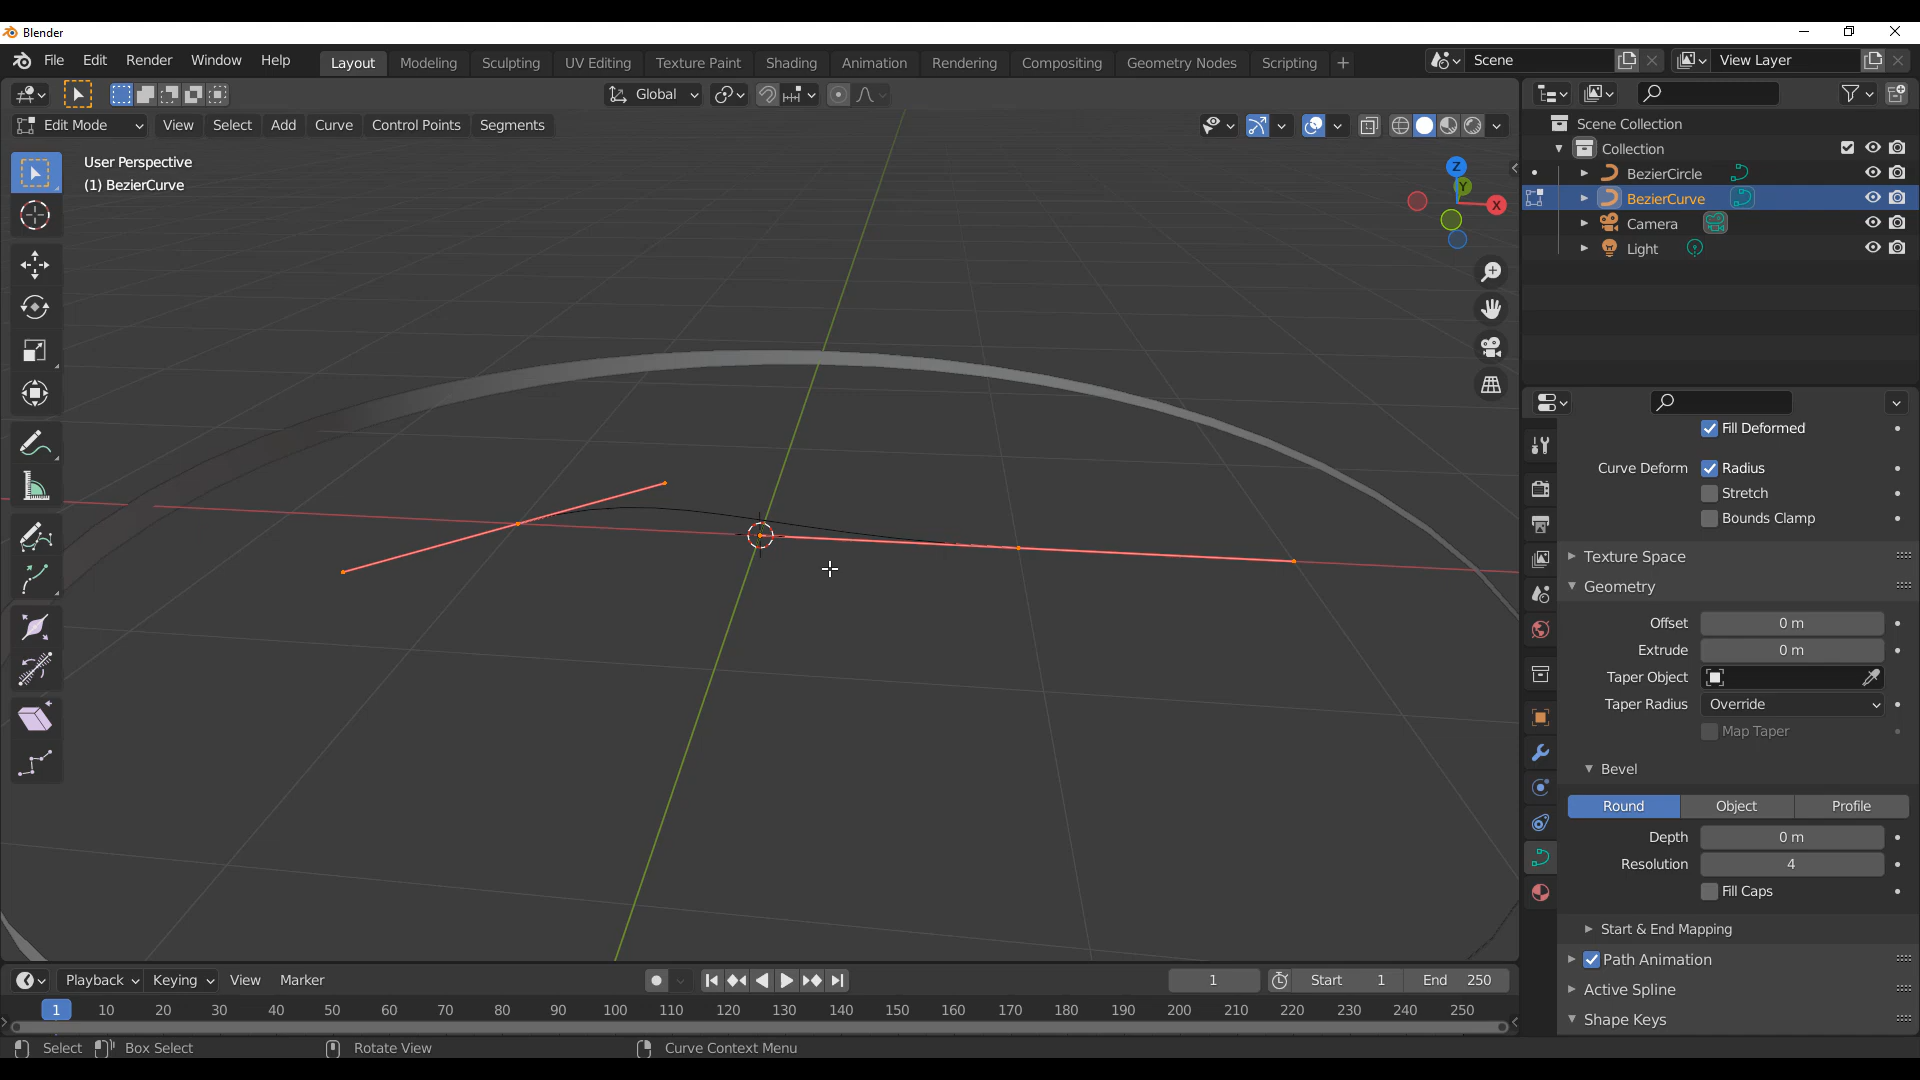 Blender
File Edit Render Window Help Layout Modeling Sculpting UV Editing Texture Paint Shading Animation Rendering Compositing Geometry Nodes Scripting + Scene View Layer
Global
Edit Mode View Select Add Curve Control Points Segments
User Perspective
(1) BezierCurve
Z
Y
X
Scene Collection
Collection
BezierCircle
BezierCurve
Camera
Light
Fill Deformed
Curve Deform Radius
Stretch
Bounds Clamp
Texture Space
Geometry
Offset 0 m
Extrude 0 m
Taper Object
Taper Radius Override
Map Taper
Bevel
Round Object Profile
Depth 0 m
Resolution 4
Fill Caps
Start & End Mapping
Path Animation
Active Spline
Shape Keys
Playback Keying View Marker 1 Start 1 End 250
1 10 20 30 40 50 60 70 80 90 100 110 120 130 140 150 160 170 180 190 200 210 220 230 240 250
Select Box Select Rotate View Curve Context Menu